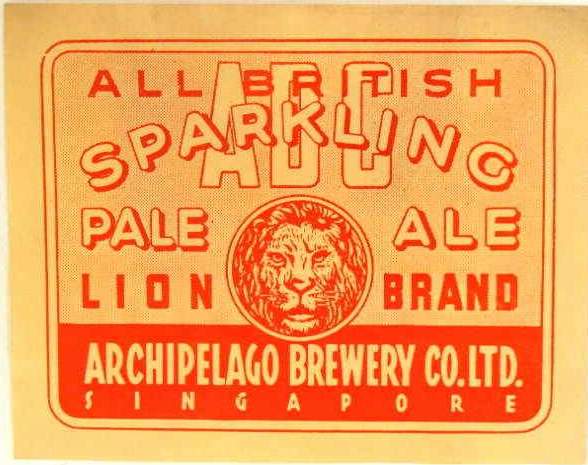 ALL BRITISH
ABC
SPARKLING
PALE ALE
LION BRAND
ARCHIPELAGO BREWERY CO. LTD.
SINGAPORE